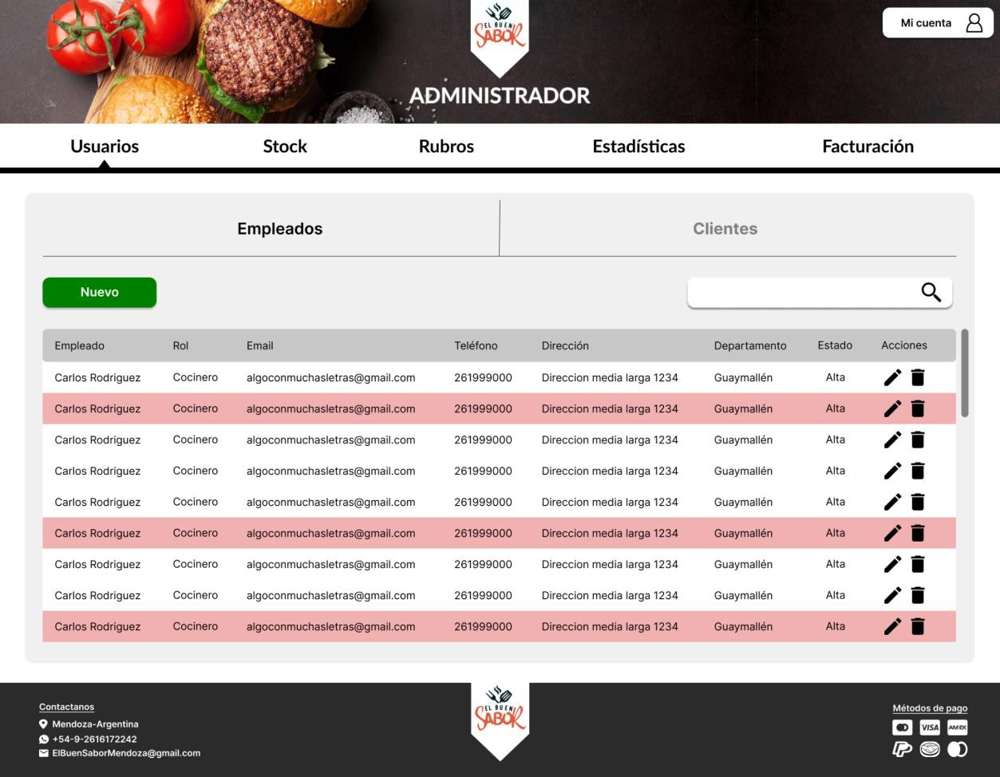 EL BUEN
SABOR
Mi cuenta
ADMINISTRADOR
Usuarios Stock Rubros Estadísticas Facturación
Empleados Clientes
Nuevo
Empleado Rol Email Teléfono Dirección Departamento Estado Acciones
Carlos Rodriguez Cocinero algoconmuchasletras@gmail.com 261999000 Direccion media larga 1234 Guaymallén Alta
Carlos Rodriguez Cocinero algoconmuchasletras@gmail.com 261999000 Direccion media larga 1234 Guaymallén Alta
Carlos Rodriguez Cocinero algoconmuchasletras@gmail.com 261999000 Direccion media larga 1234 Guaymallén Alta
Carlos Rodriguez Cocinero algoconmuchasletras@gmail.com 261999000 Direccion media larga 1234 Guaymallén Alta
Carlos Rodriguez Cocinero algoconmuchasletras@gmail.com 261999000 Direccion media larga 1234 Guaymallén Alta
Carlos Rodriguez Cocinero algoconmuchasletras@gmail.com 261999000 Direccion media larga 1234 Guaymallén Alta
Carlos Rodriguez Cocinero algoconmuchasletras@gmail.com 261999000 Direccion media larga 1234 Guaymallén Alta
Carlos Rodriguez Cocinero algoconmuchasletras@gmail.com 261999000 Direccion media larga 1234 Guaymallén Alta
Carlos Rodriguez Cocinero algoconmuchasletras@gmail.com 261999000 Direccion media larga 1234 Guaymallén Alta
Contactanos
Mendoza-Argentina
+54-9-2616172242
ElBuenSaborMendoza@gmail.com
EL BUEN
SABOR
Métodos de pago
VISA AMEX